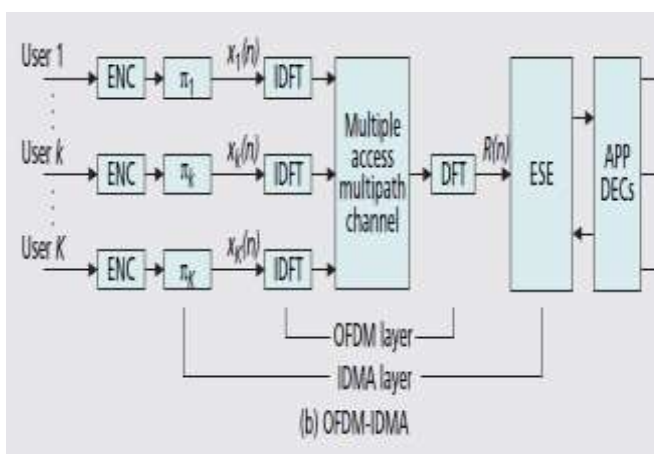 User 1
ENC
π1
x1(n)
IDFT
User k
ENC
πk
xk(n)
IDFT
User K
ENC
πK
xK(n)
IDFT
Multiple
access
multipath
channel
DFT
R(n)
ESE
APP
DECs
OFDM layer
IDMA layer
(b) OFDM-IDMA